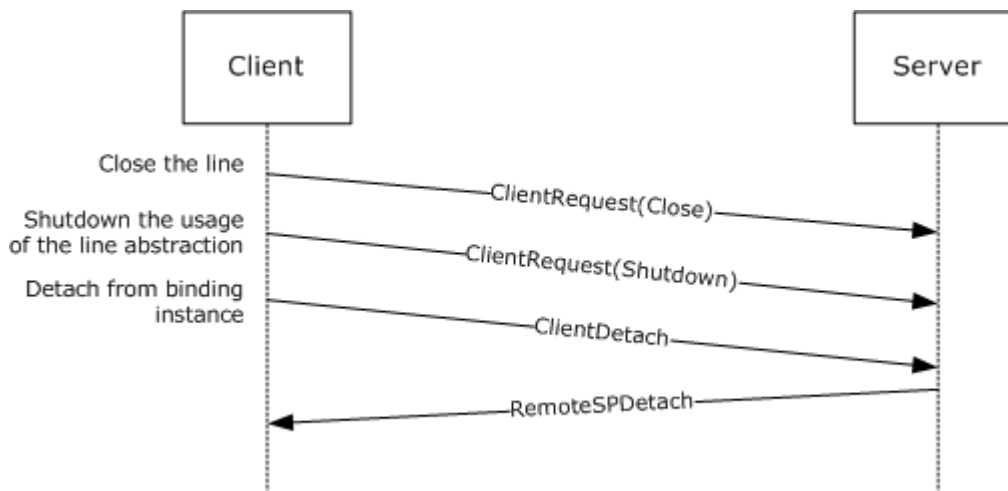 Client
Server
Close the line
ClientRequest(Close)
Shutdown the usage
of the line abstraction
ClientRequest(Shutdown)
Detach from binding
instance
ClientDetach
RemoteSPDetach